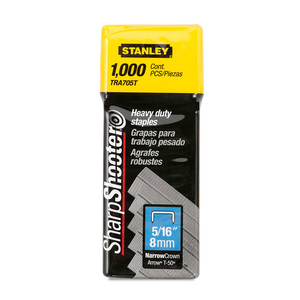 STANLEY
1,000 Cont. PCS/Piezas
TRA705T
SharpShooter
Heavy duty
staples
Grapas para
trabajo pesado
Agrafes
robustes
5/16"
8mm
NarrowCrown
Arrow® T-50®